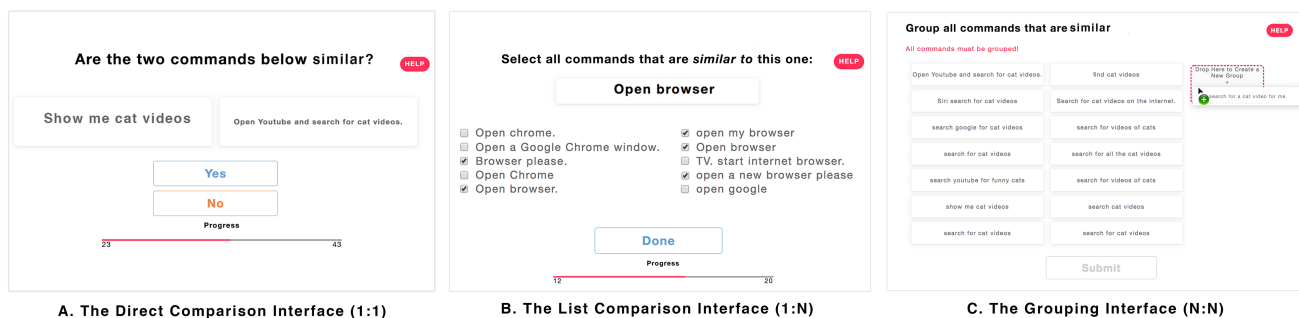 Are the two commands below similar?
HELP
Show me cat videos
Open Youtube and search for cat videos.
Yes
No
Progress
23
43
A. The Direct Comparison Interface (1:1)
Select all commands that are similar to this one:
HELP
Open browser
Open chrome.
Open a Google Chrome window.
Browser please.
Open Chrome
Open browser.
open my browser
Open browser
TV. start internet browser.
open a new browser please
open google
Done
Progress
12
20
B. The List Comparison Interface (1:N)
Group all commands that are similar
HELP
All commands must be grouped!
Open Youtube and search for cat videos.
find cat videos
Siri search for cat videos
Search for cat videos on the internet.
search google for cat videos
search for videos of cats
search for cat videos
search for all the cat videos
search youtube for funny cats
search for videos of cats
show me cat videos
search cat videos
search for cat videos
search for cat videos
Drop Here to Create a
New Group
+
search for a cat video for me
Submit
C. The Grouping Interface (N:N)